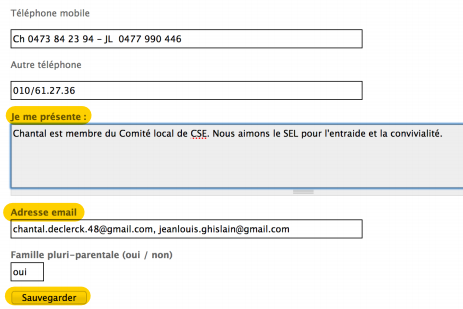 Téléphone mobile
Ch 0473 84 23 94 - JL 0477 990 446
Autre téléphone
010/61.27.36
Je me présente :
Chantal est membre du Comité local de CSE. Nous aimons le SEL pour l'entraide et la convivialité.
Adresse email
chantal.declerck.48@gmail.com, jeanlouis.ghislain@gmail.com
Famille pluri-parentale (oui / non)
oui
Sauvegarder